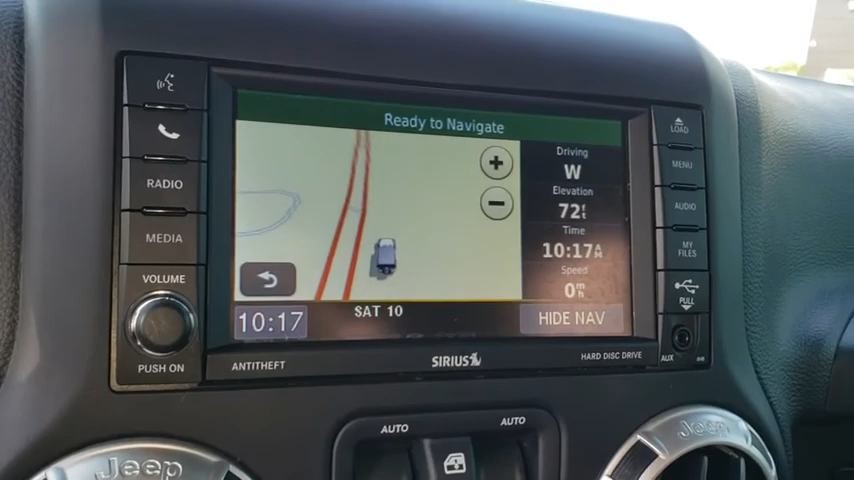 Ready to Navigate
RADIO
MEDIA
VOLUME
PUSH ON
+
−
Driving
W
Elevation
72ft
Time
10:17AM
Speed
0mh
10:17
SAT 10
HIDE NAV
LOAD
MENU
AUDIO
MY
FILES
PULL
AUX
ANTITHEFT
SIRIUS
HARD DISC DRIVE
AUTO
AUTO
Jeep
Jeep